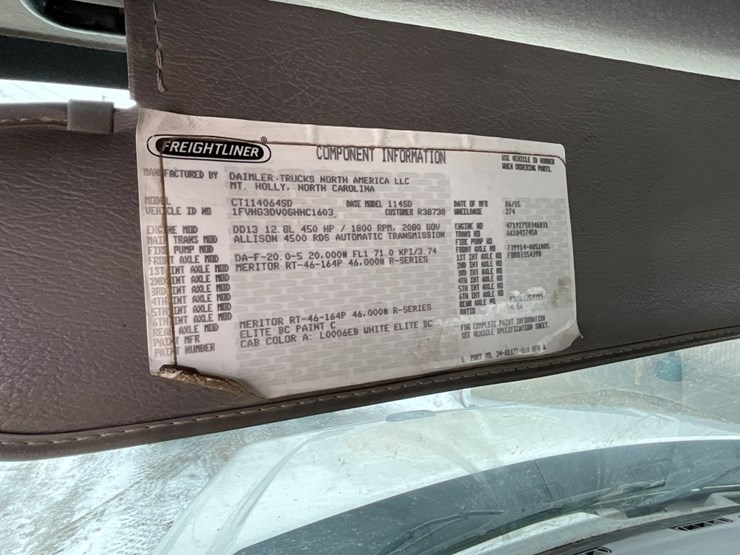 FREIGHTLINER®
COMPONENT INFORMATION
USE VEHICLE ID NUMBER
WHEN ORDERING PARTS.
MANUFACTURED BY DAIMLER TRUCKS NORTH AMERICA LLC
MT. HOLLY, NORTH CAROLINA
MODEL CT114064SD BASE MODEL 114SD DATE OF MFR 06/15
VEHICLE ID NO 1FVHG3DV0GHHC1603 CUSTOMER R38738 WHEELBASE 274
ENGINE MOD DD13 12.8L 450 HP / 1800 RPM, 2080 GOV ENGINE NO
MAIN TRANS MOD ALLISON 4500 RDS AUTOMATIC TRANSMISSION TRANS NO
FIRE PUMP MOD FIRE PUMP NO
FRONT AXLE MOD DA-F-20.0-5 20,000# FL1 71.0 KPI/3.74 FRONT AXLE NO
1ST INT AXLE MOD MERITOR RT-46-164P 46,000# R-SERIES 1ST INT AXLE NO
2ND INT AXLE MOD 2ND INT AXLE NO
3RD INT AXLE MOD 3RD INT AXLE NO
4TH INT AXLE MOD 4TH INT AXLE NO
5TH INT AXLE MOD 5TH INT AXLE NO
6TH INT AXLE MOD 6TH INT AXLE NO
REAR AXLE MOD MERITOR RT-46-164P 46,000# R-SERIES REAR AXLE NO
PAINT MFR ELITE BC PAINT C RATIO
PAINT NUMBER CAB COLOR A: L0006EB WHITE ELITE BC
FOR COMPLETE PAINT INFORMATION
SEE VEHICLE SPECIFICATION SHEET.
PART NO.